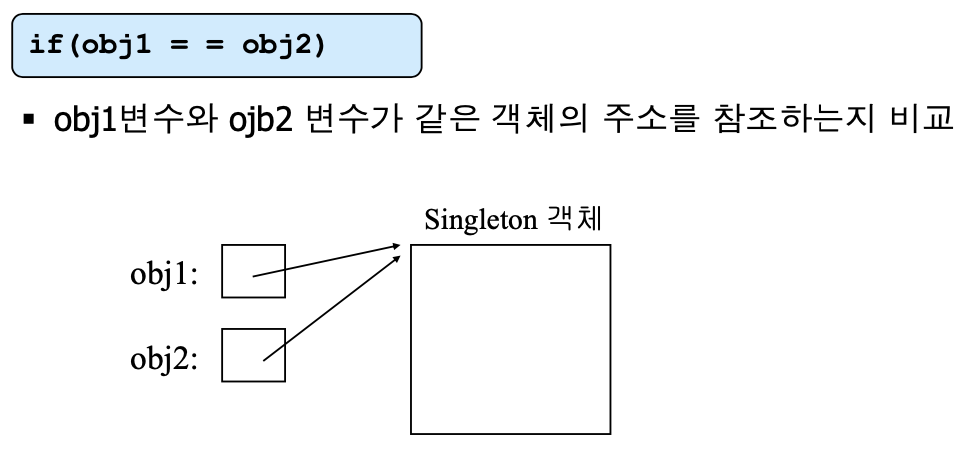 if(obj1 = = obj2)
▪ obj1변수와 ojb2 변수가 같은 객체의 주소를 참조하는지 비교
Singleton 객체
obj1:
obj2: